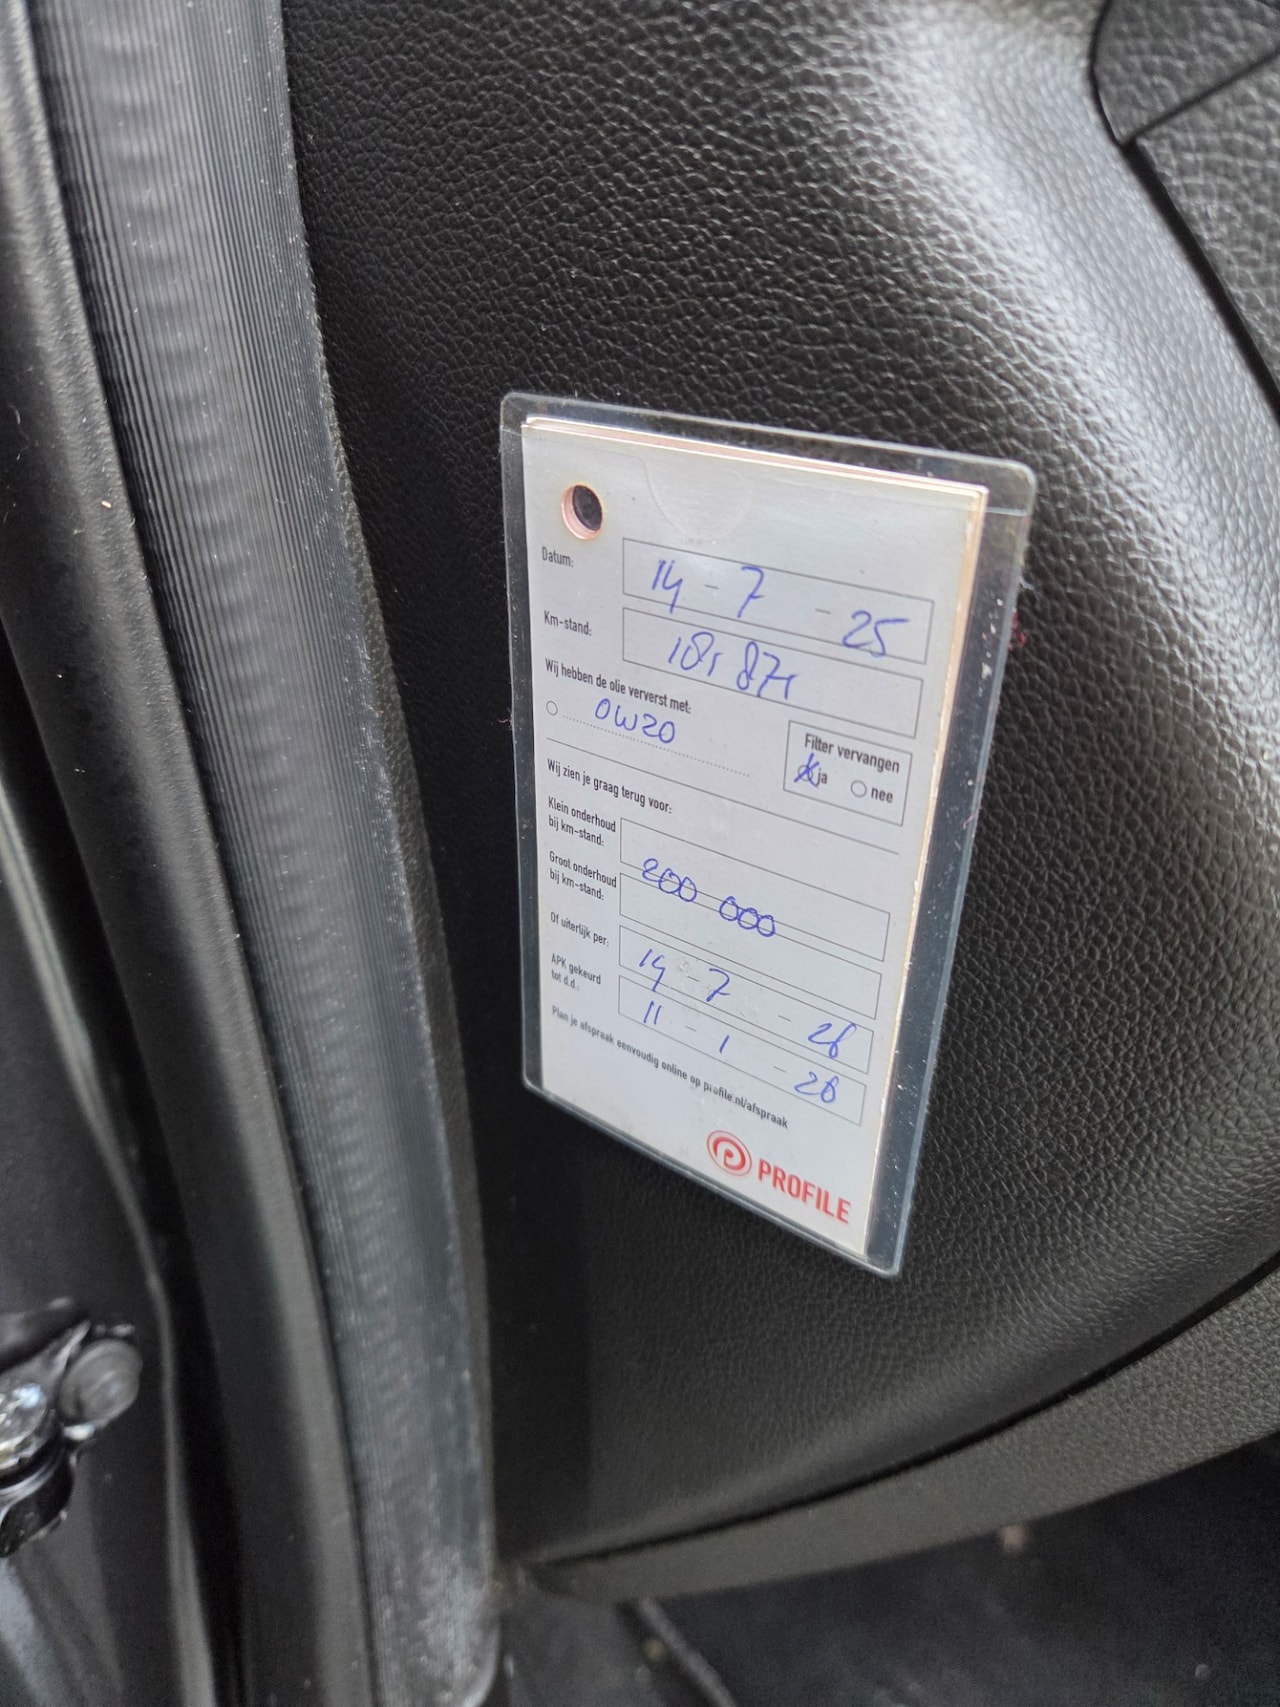 Datum: 14 - 7 - 25
Km-stand:
Wij hebben de olie ververst met:
0W20
Filter vervangen
ja nee
Wij zien je graag terug voor:
Klein onderhoud
bij km-stand:
200 000
Groot onderhoud
bij km-stand:
Of uiterlijk per: 14 - 7 - 26
APK gekeurd
tot d.d.: 11 - 1 - 26
Plan je afspraak eenvoudig online op profile.nl/afspraak
PROFILE